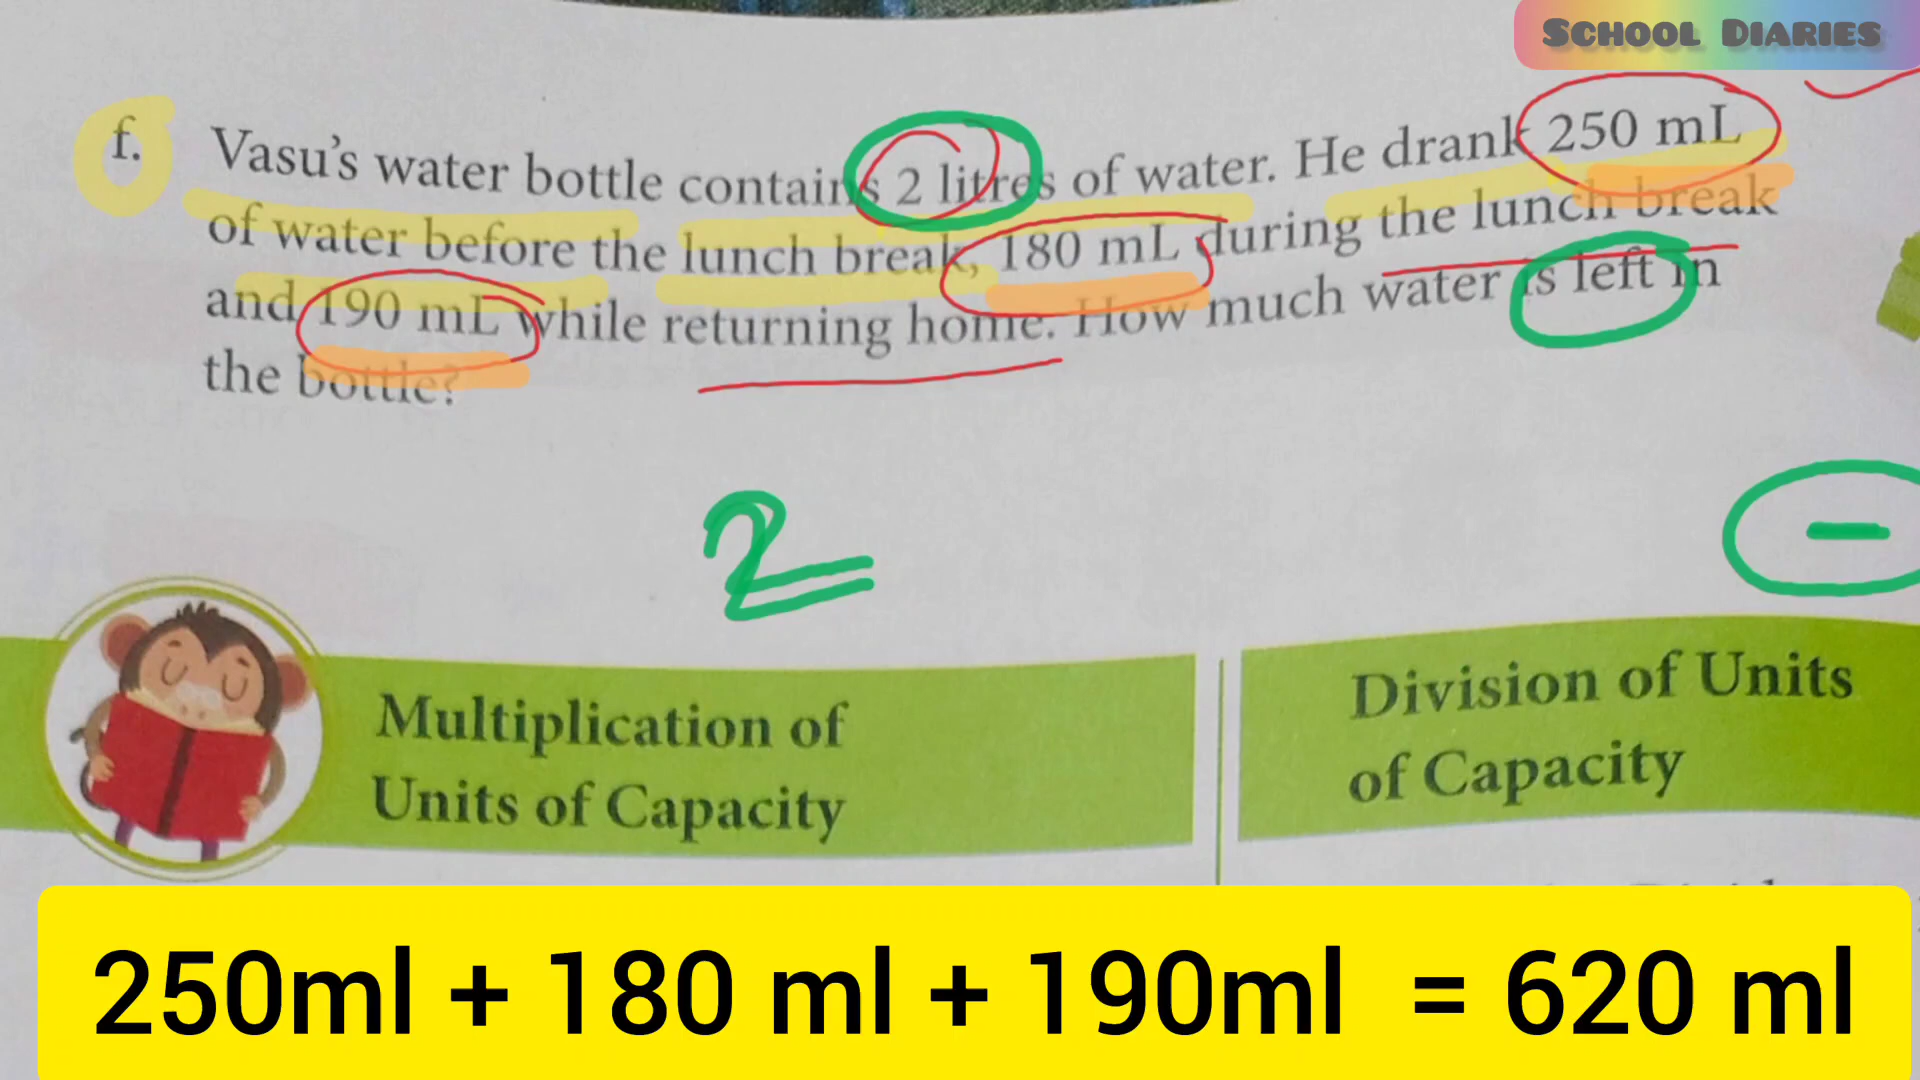 SCHOOL DIARIES
f. Vasu's water bottle contains 2 litres of water. He drank 250 mL
of water before the lunch break, 180 mL during the lunch break
and 190 mL while returning home. How much water is left in
the bottle?
2
−
Multiplication of
Units of Capacity
Division of Units
of Capacity
250ml + 180 ml + 190ml = 620 ml